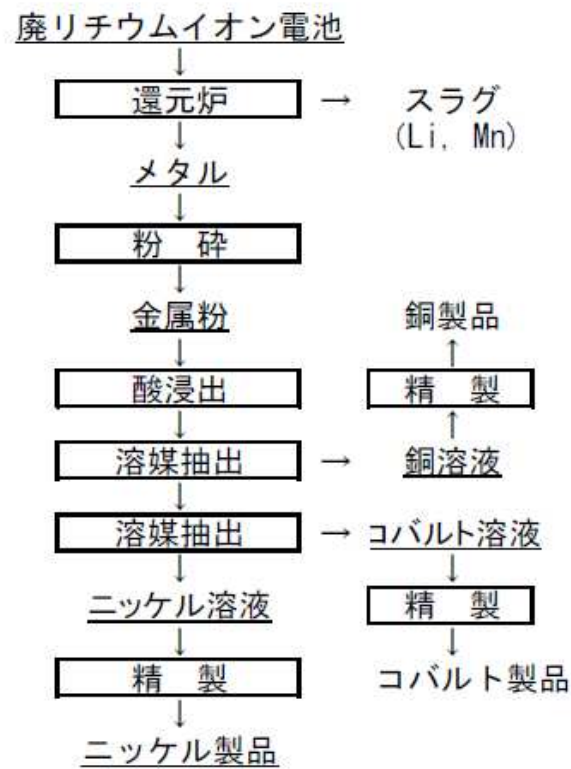 廃リチウムイオン電池
↓
還元炉 → スラグ
(Li, Mn)
↓
メタル
↓
粉 砕
↓
金属粉 銅製品
↓ ↑
酸浸出 精 製
↓ ↑
溶媒抽出 → 銅溶液
↓
溶媒抽出 → コバルト溶液
↓ ↓
ニッケル溶液 精 製
↓ ↓
精 製 コバルト製品
↓
ニッケル製品